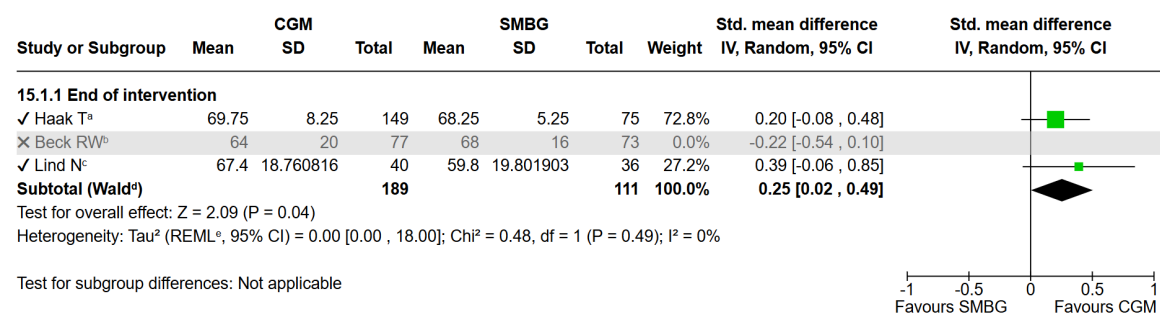 CGM SMBG Std. mean difference Std. mean difference
Study or Subgroup Mean SD Total Mean SD Total Weight IV, Random, 95% CI IV, Random, 95% CI
15.1.1 End of intervention
✓ Haak Tᵃ 69.75 8.25 149 68.25 5.25 75 72.8% 0.20 [-0.08 , 0.48]
✕ Beck RWᵇ 64 20 77 68 16 73 0.0% -0.22 [-0.54 , 0.10]
✓ Lind Nᶜ 67.4 18.760816 40 59.8 19.801903 36 27.2% 0.39 [-0.06 , 0.85]
Subtotal (Waldᵈ) 189 111 100.0% 0.25 [0.02 , 0.49]
Test for overall effect: Z = 2.09 (P = 0.04)
Heterogeneity: Tau² (REMLᵉ, 95% CI) = 0.00 [0.00 , 18.00]; Chi² = 0.48, df = 1 (P = 0.49); I² = 0%
Test for subgroup differences: Not applicable
-1 -0.5 0 0.5 1
Favours SMBG Favours CGM